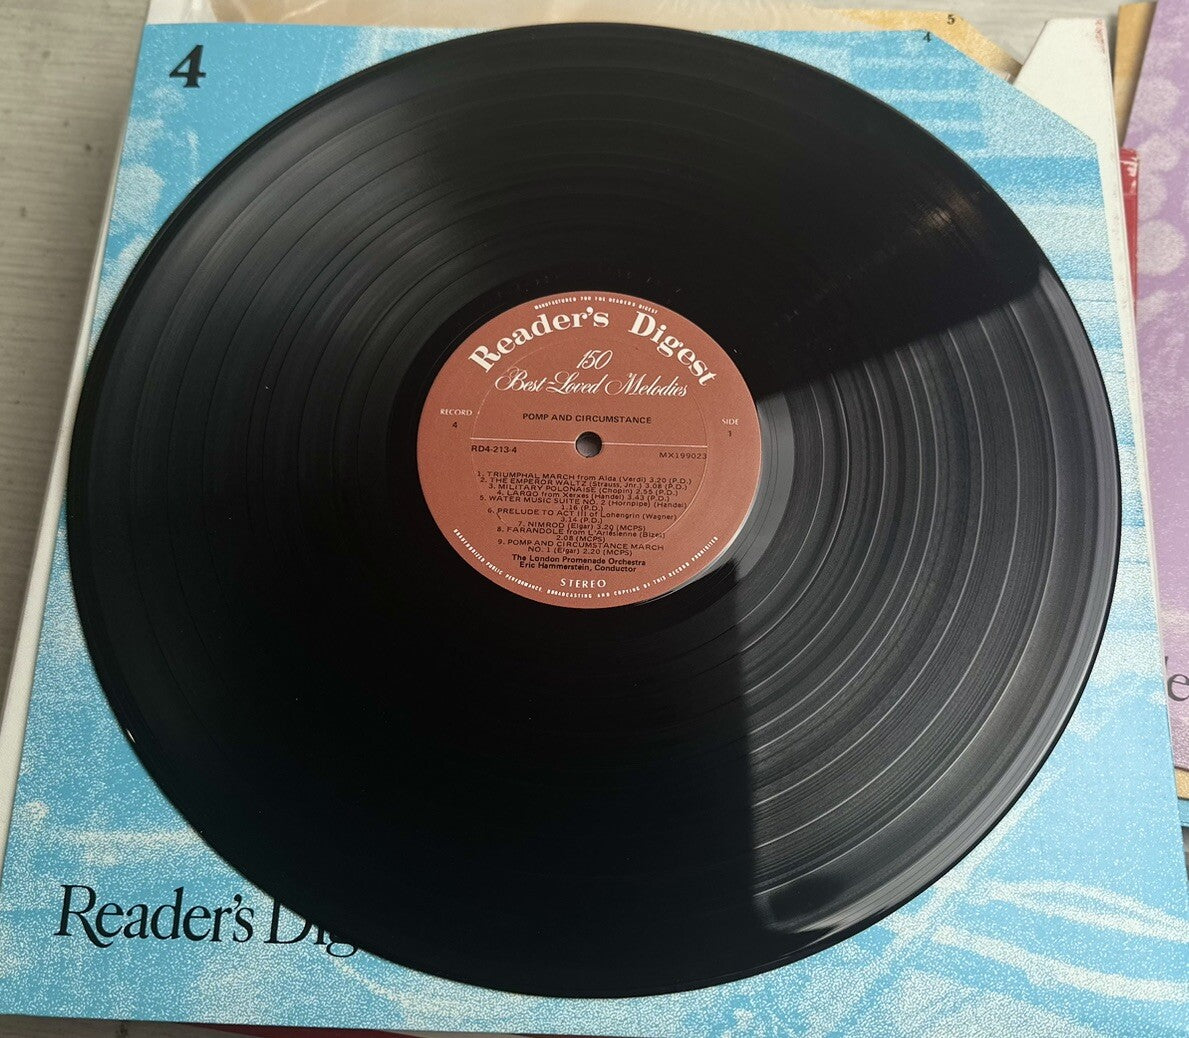 4
5
4
MANUFACTURED FOR THE READER'S DIGEST
Reader's Digest
150
Best-Loved Melodies
POMP AND CIRCUMSTANCE
RECORD
4
SIDE
1
RD4-213-4
MX199023
1. TRIUMPHAL MARCH from Aida (Verdi) 3.20 (P.D.)
2. THE EMPEROR WALTZ (Strauss, Jnr.) 3.08 (P.D.)
3. MILITARY POLONAISE (Chopin) 2.55 (P.D.)
4. LARGO from Xerxes (Handel) 3.43 (P.D.)
5. WATER MUSIC SUITE NO. 2 (Hornpipe) (Handel)
1.16 (P.D.)
6. PRELUDE TO ACT III of Lohengrin (Wagner)
3.14 (P.D.)
7. NIMROD (Elgar) 3.20 (MCPS)
8. FARANDOLE from L'Arlésienne (Bizet)
2.08 (MCPS)
9. POMP AND CIRCUMSTANCE MARCH
NO. 1 (Elgar) 2.20 (MCPS)
The London Promenade Orchestra
Eric Hammerstein, Conductor
STEREO
UNAUTHORIZED PUBLIC PERFORMANCE, BROADCASTING AND COPYING OF THIS RECORD PROHIBITED
Reader's Dig